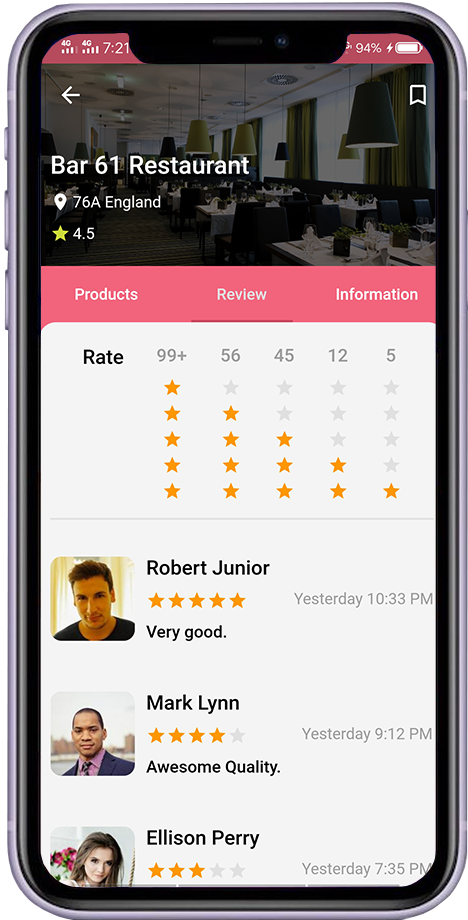 4G 4G 7:21
94%
Bar 61 Restaurant
76A England
4.5
Products Review Information
Rate 99+ 56 45 12 5
Robert Junior
Yesterday 10:33 PM
Very good.
Mark Lynn
Yesterday 9:12 PM
Awesome Quality.
Ellison Perry
Yesterday 7:35 PM